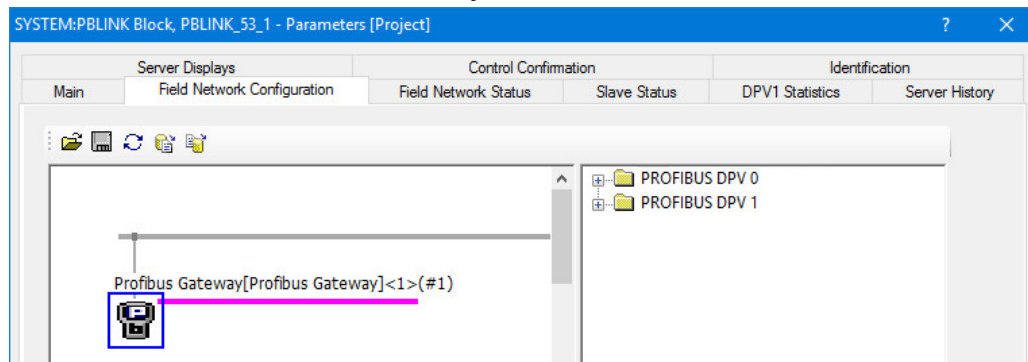 SYSTEM:PBLINK Block, PBLINK_53_1 - Parameters [Project] ? ×
Server Displays Control Confirmation Identification
Main Field Network Configuration Field Network Status Slave Status DPV1 Statistics Server History
PROFIBUS DPV 0
PROFIBUS DPV 1
Profibus Gateway[Profibus Gateway]<1>(#1)
P